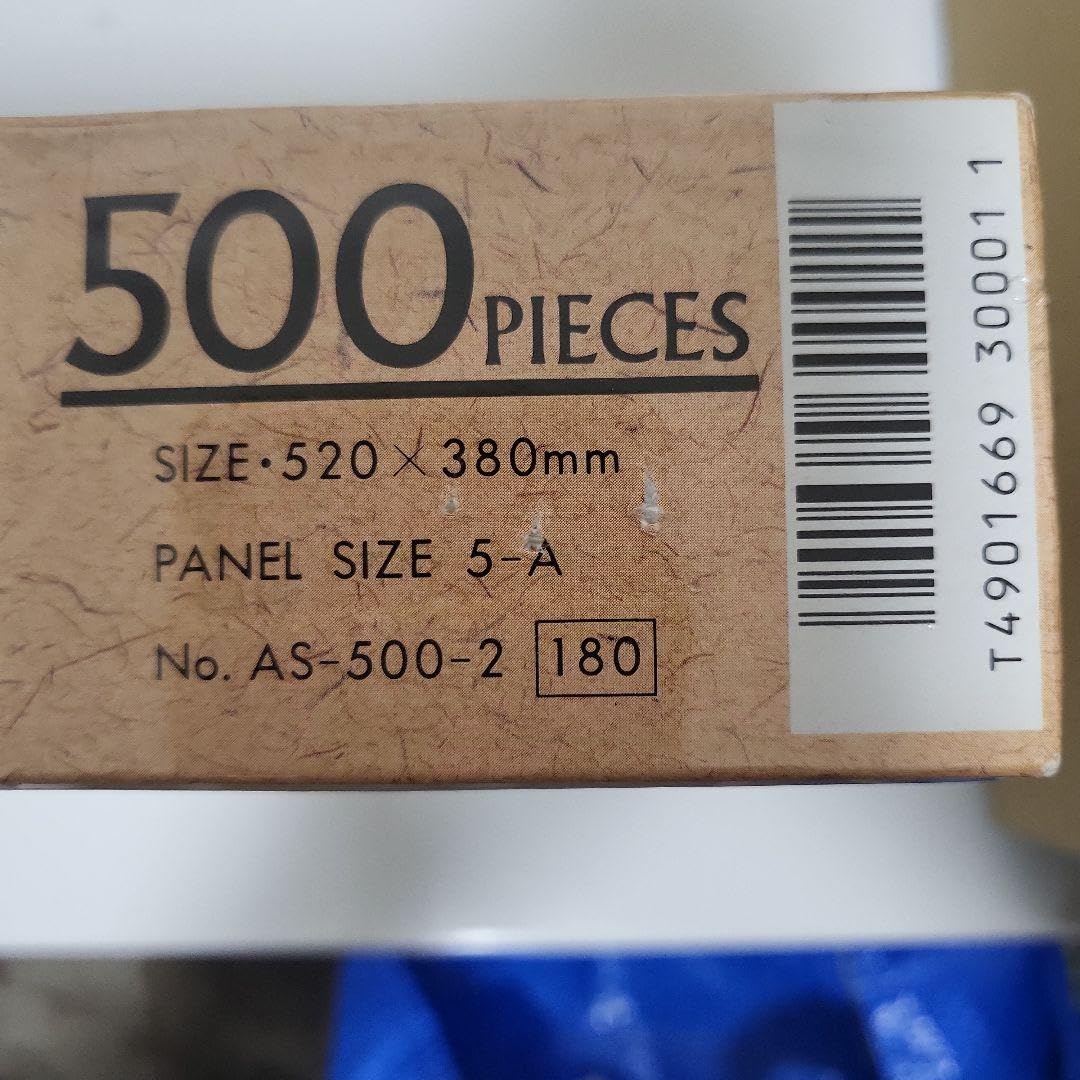 500 PIECES
SIZE・520×380mm
PANEL SIZE 5-A
No. AS-500-2 180
T4901669 30001 1